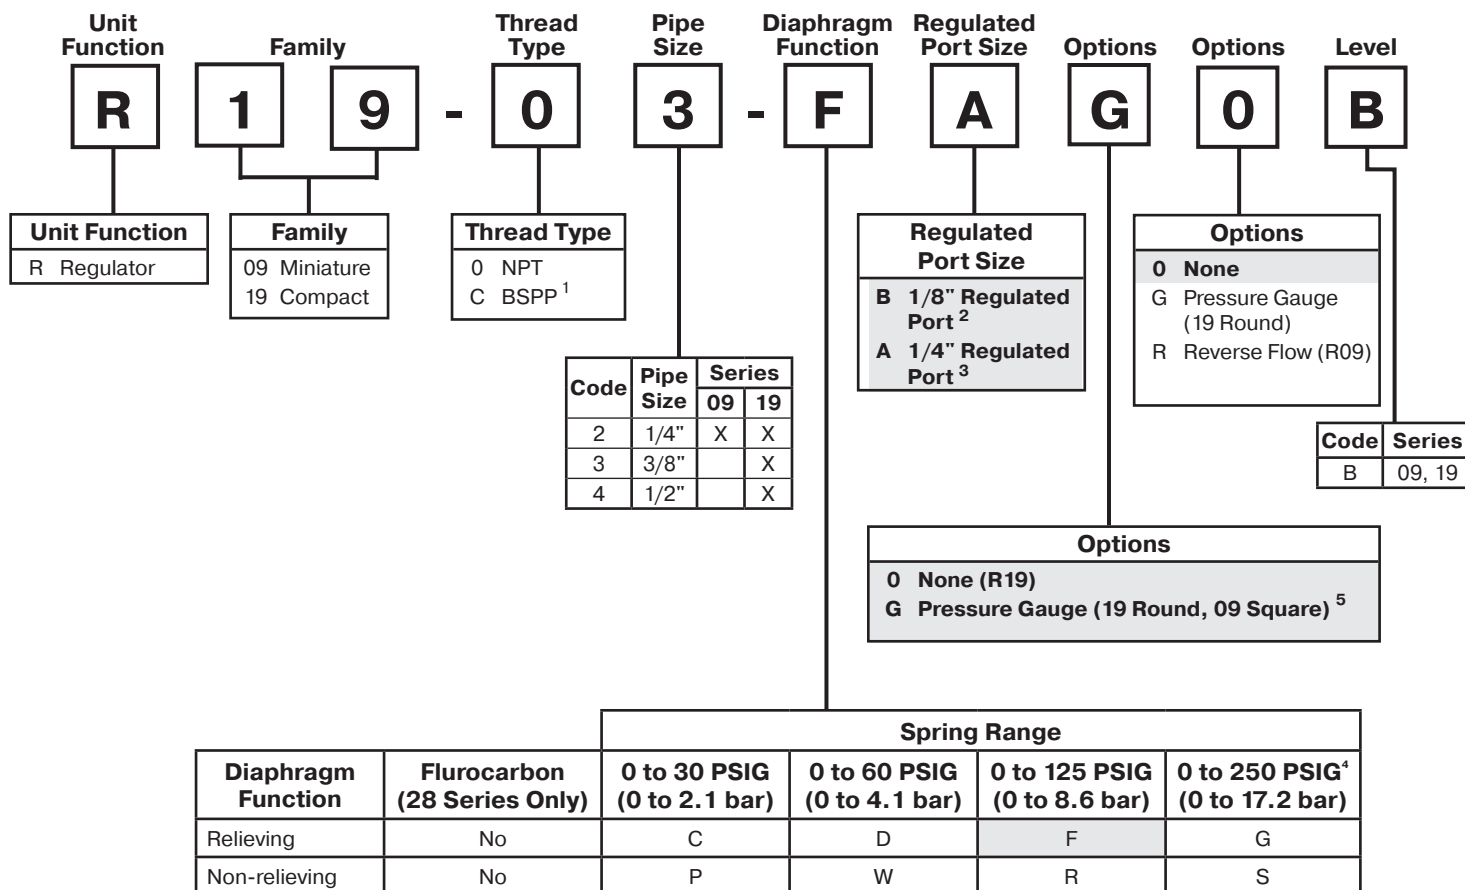 Unit Function
Family
Thread Type
Pipe Size
Diaphragm Function
Regulated Port Size
Options
Options
Level
R 1 9 - 0 3 - F A G 0 B
Unit Function
R Regulator
Family
09 Miniature
19 Compact
Thread Type
0 NPT
C BSPP 1
Regulated
Port Size
B 1/8" Regulated
Port 2
A 1/4" Regulated
Port 3
Options
0 None
G Pressure Gauge
(19 Round)
R Reverse Flow (R09)
Code Pipe Size Series
09 19
2 1/4" X X
3 3/8" X
4 1/2" X
Code Series
B 09, 19
Options
0 None (R19)
G Pressure Gauge (19 Round, 09 Square) 5
Spring Range
Diaphragm Function
Flurocarbon (28 Series Only)
0 to 30 PSIG (0 to 2.1 bar)
0 to 60 PSIG (0 to 4.1 bar)
0 to 125 PSIG (0 to 8.6 bar)
0 to 250 PSIG4 (0 to 17.2 bar)
Relieving No C D F G
Non-relieving No P W R S